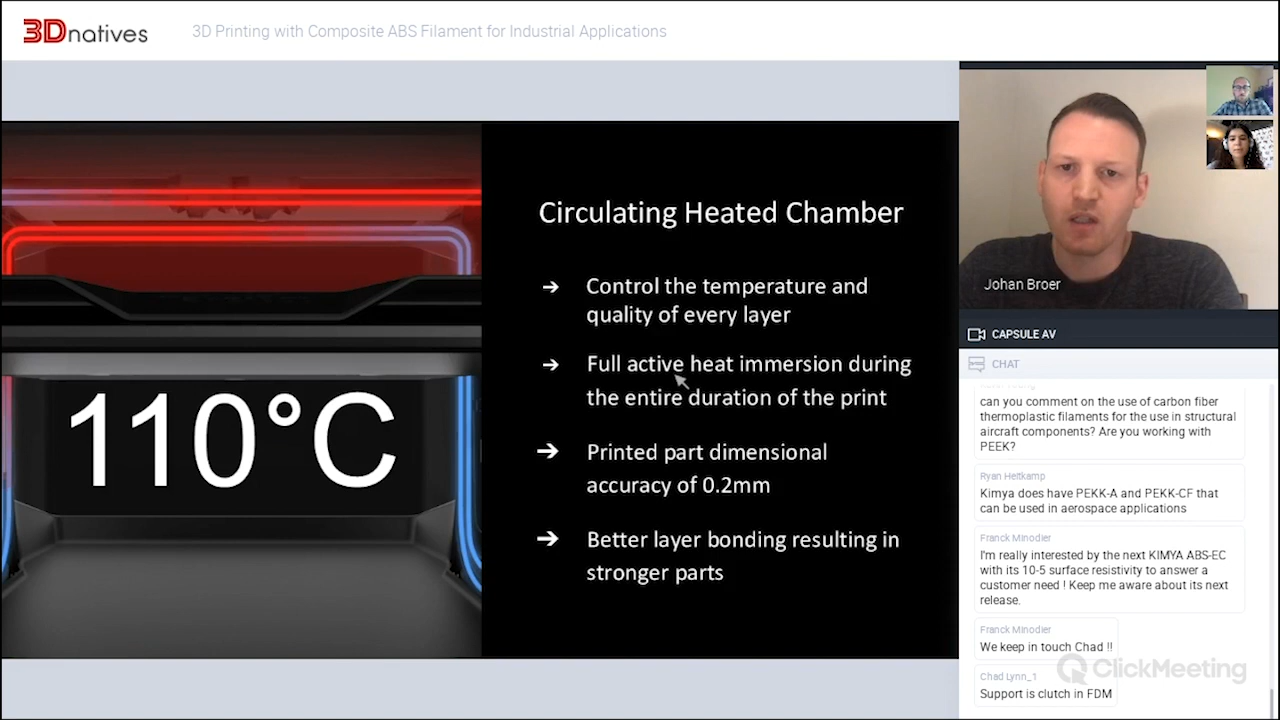 3Dnatives
3D Printing with Composite ABS Filament for Industrial Applications
110°C
Circulating Heated Chamber
➔ Control the temperature and
quality of every layer
➔ Full active heat immersion during
the entire duration of the print
➔ Printed part dimensional
accuracy of 0.2mm
➔ Better layer bonding resulting in
stronger parts
Johan Broer
CAPSULE AV
CHAT
can you comment on the use of carbon fiber
thermoplastic filaments for the use in structural
aircraft components? Are you working with
PEEK?
Ryan Heitkamp
Kimya does have PEKK-A and PEKK-CF that
can be used in aerospace applications
Franck MInodier
I'm really interested by the next KIMYA ABS-EC
with its 10-5 surface resistivity to answer a
customer need ! Keep me aware about its next
release.
Franck MInodier
We keep in touch Chad !!
ClickMeeting
Chad Lynn_1
Support is clutch in FDM